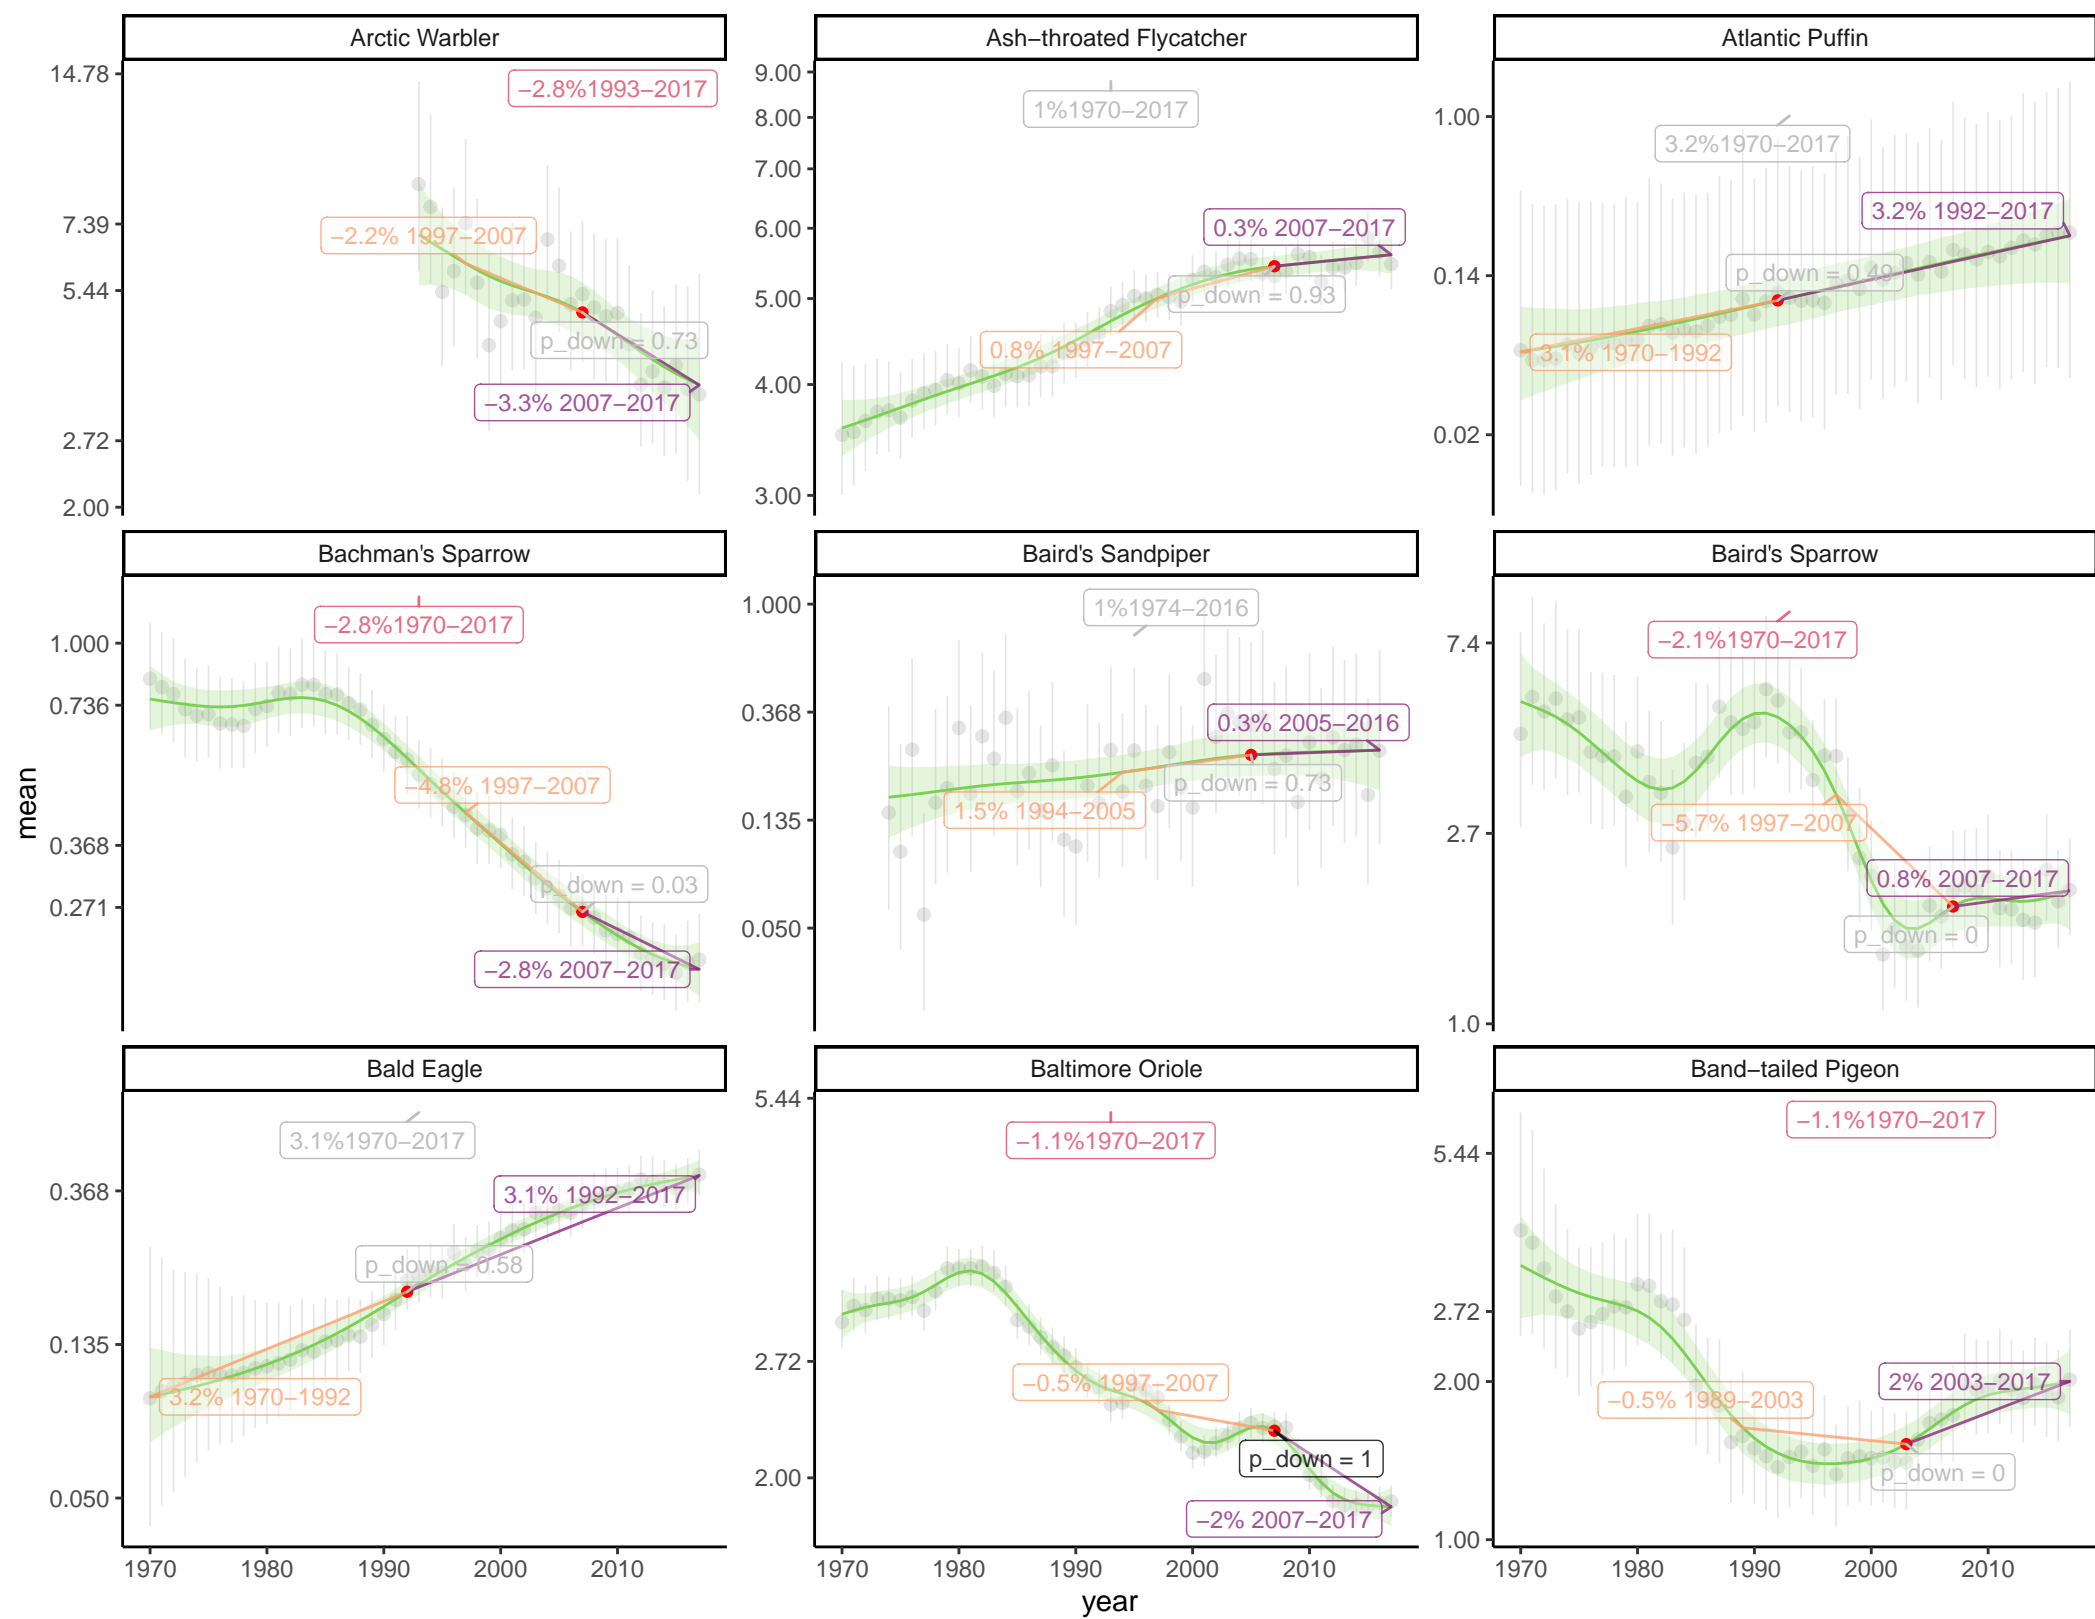 Arctic Warbler
Ash−throated Flycatcher
Atlantic Puffin
14.78
7.39
5.44
2.72
2.00
−2.8%1993−2017
−2.2% 1997−2007
p_down = 0.73
−3.3% 2007−2017
9.00
8.00
7.00
6.00
5.00
4.00
3.00
1%1970−2017
0.3% 2007−2017
p_down = 0.93
0.8% 1997−2007
1.00
0.14
0.02
3.2%1970−2017
3.2% 1992−2017
p_down = 0.49
3.1% 1970−1992
Bachman's Sparrow
Baird's Sandpiper
Baird's Sparrow
mean
1.000
0.736
0.368
0.271
−2.8%1970−2017
−4.8% 1997−2007
p_down = 0.03
−2.8% 2007−2017
1.000
0.368
0.135
0.050
1%1974−2016
0.3% 2005−2016
p_down = 0.73
1.5% 1994−2005
7.4
2.7
1.0
−2.1%1970−2017
−5.7% 1997−2007
0.8% 2007−2017
p_down = 0
Bald Eagle
Baltimore Oriole
Band−tailed Pigeon
0.368
0.135
0.050
3.1%1970−2017
3.1% 1992−2017
p_down = 0.58
3.2% 1970−1992
5.44
2.72
2.00
−1.1%1970−2017
−0.5% 1997−2007
p_down = 1
−2% 2007−2017
5.44
2.72
2.00
1.00
−1.1%1970−2017
−0.5% 1989−2003
2% 2003−2017
p_down = 0
1970 1980 1990 2000 2010
1970 1980 1990 2000 2010
1970 1980 1990 2000 2010
year